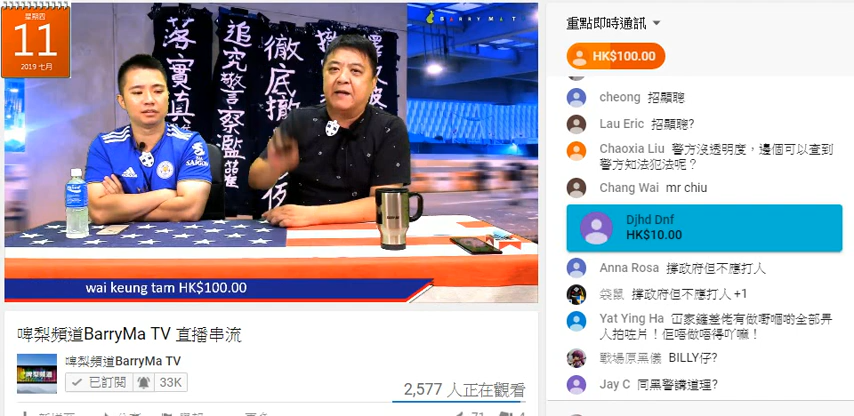 星期四
11
2019 七月
BARRYMA T
落實真
追究警察濫
徹底撤
SAIGON
wai keung tam HK$100.00
啤梨頻道BarryMa TV 直播串流
啤梨頻道BarryMa TV
已訂閱 33K
2,577 人正在觀看
71
重點即時通訊
HK$100.00
cheong 招顯聰
Lau Eric 招顯聰?
Chaoxia Liu 警方沒透明度，邊個可以查到
警方知法犯法呢？
Chang Wai mr chiu
Djhd Dnf
HK$10.00
Anna Rosa 撐政府但不應打人
袋鼠 撐政府但不應打人+1
Yat Ying Ha 冚家鏟差佬有做嘢嗰啲全部畀
人拍咗片！佢唔做唔得吖嘛！
戰場原黑儀 BILLY仔?
Jay C 同黑警講道理?